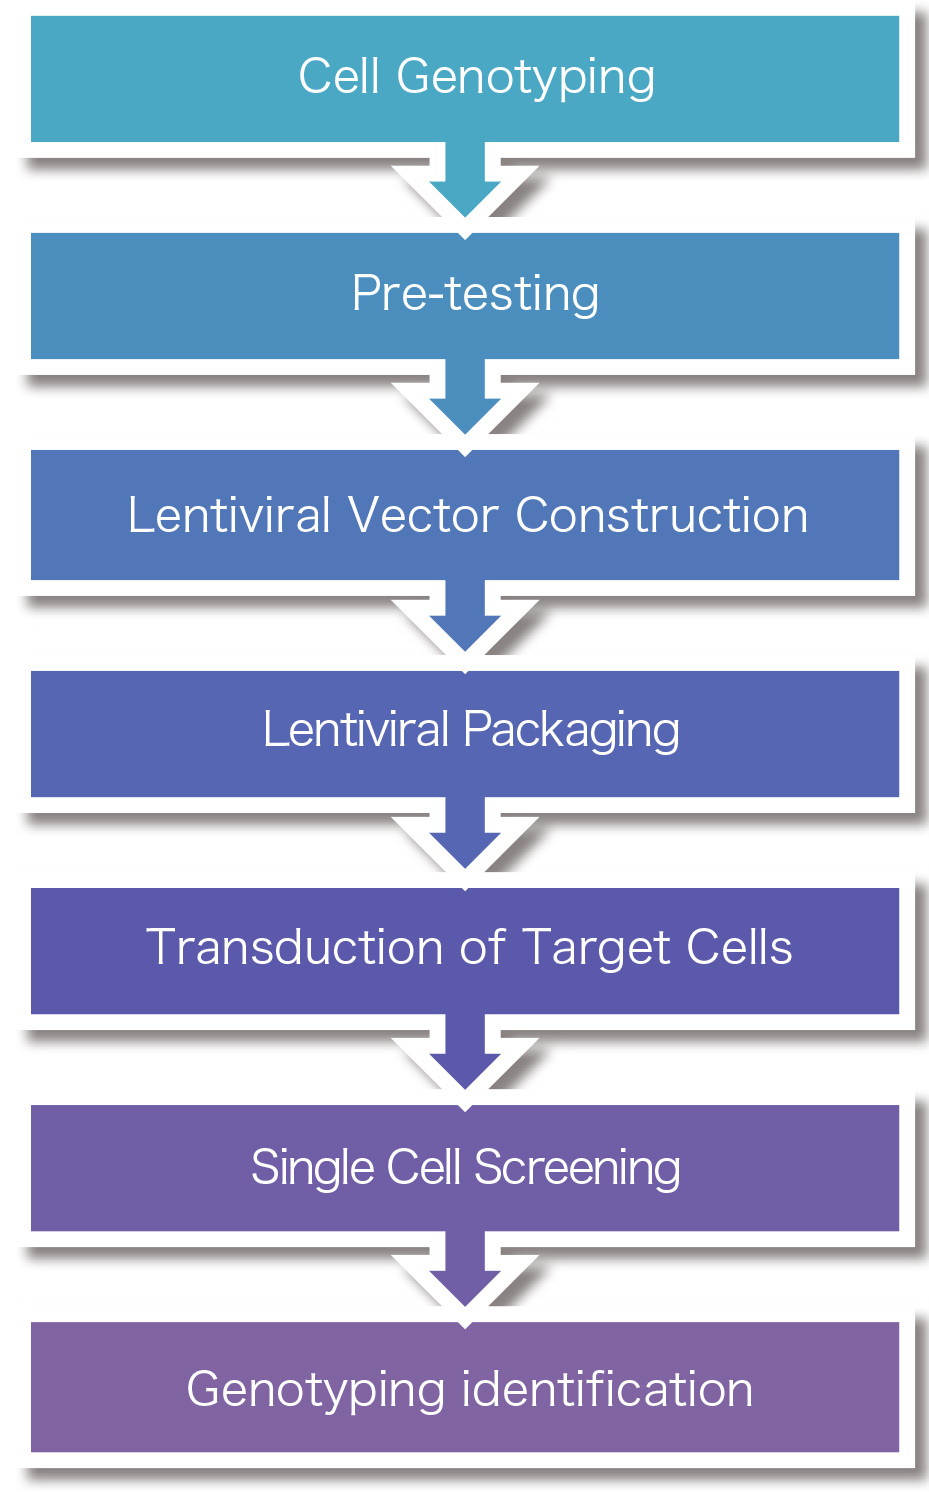 Cell Genotyping
Pre-testing
Lentiviral Vector Construction
Lentiviral Packaging
Transduction of Target Cells
Single Cell Screening
Genotyping identification